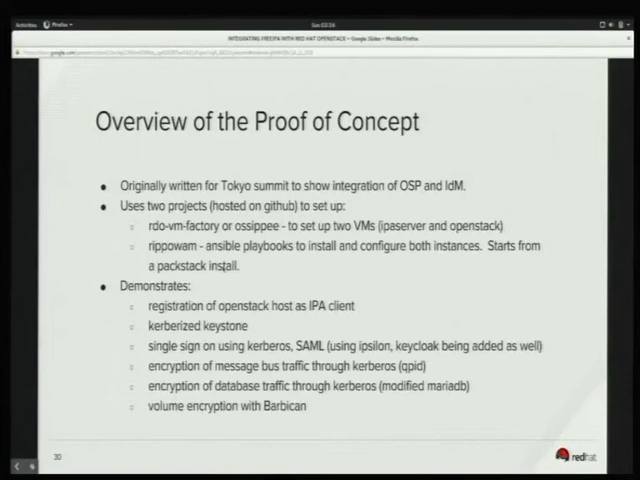 Activities
Firefox
Sun 03:14
INTEGRATING FREEIPA WITH RED HAT OPENSTACK - Google Slides - Mozilla Firefox
Overview of the Proof of Concept
Originally written for Tokyo summit to show integration of OSP and IdM.
Uses two projects (hosted on github) to set up:
rdo-vm-factory or ossippee - to set up two VMs (ipaserver and openstack)
rippowam - ansible playbooks to install and configure both instances. Starts from
a packstack install.
Demonstrates:
registration of openstack host as IPA client
kerberized keystone
single sign on using kerberos, SAML (using ipsilon, keycloak being added as well)
encryption of message bus traffic through kerberos (qpid)
encryption of database traffic through kerberos (modified mariadb)
volume encryption with Barbican
30
redhat